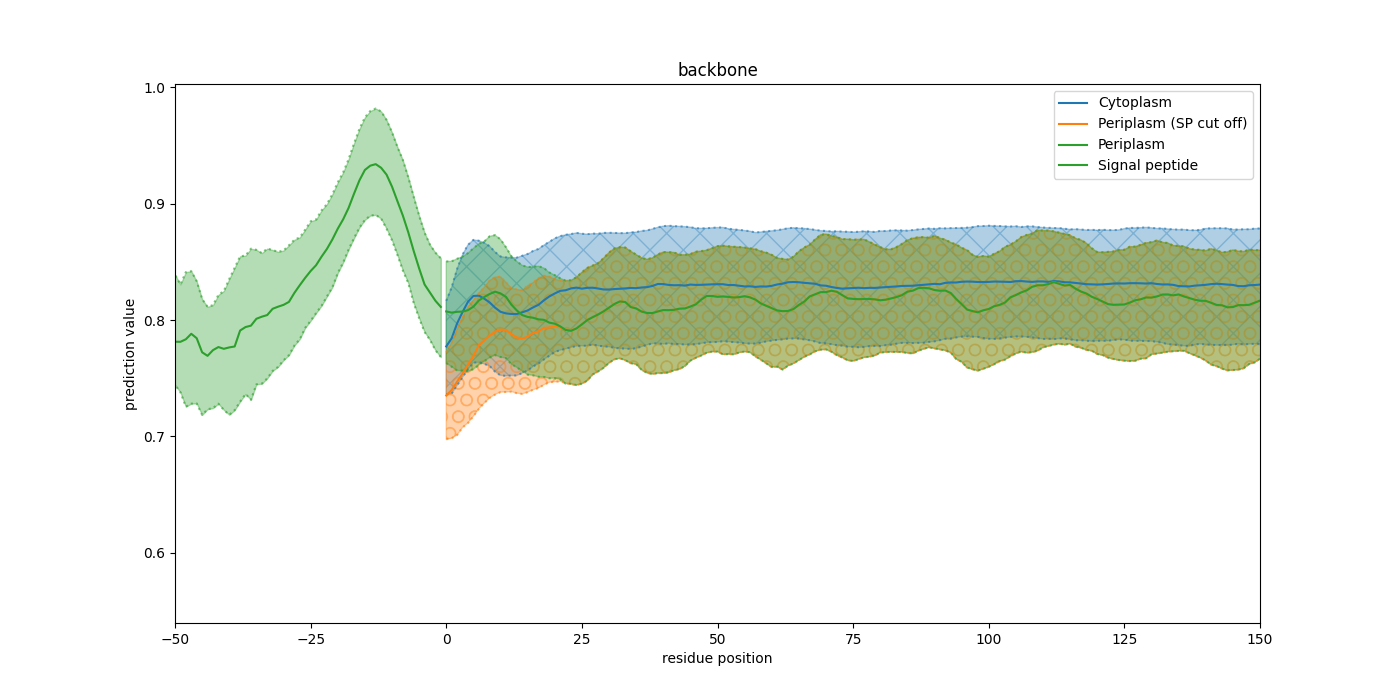 backbone
1.0
0.9
0.8
0.7
0.6
prediction value
Cytoplasm
Periplasm (SP cut off)
Periplasm
Signal peptide
−50 −25 0 25 50 75 100 125 150
residue position